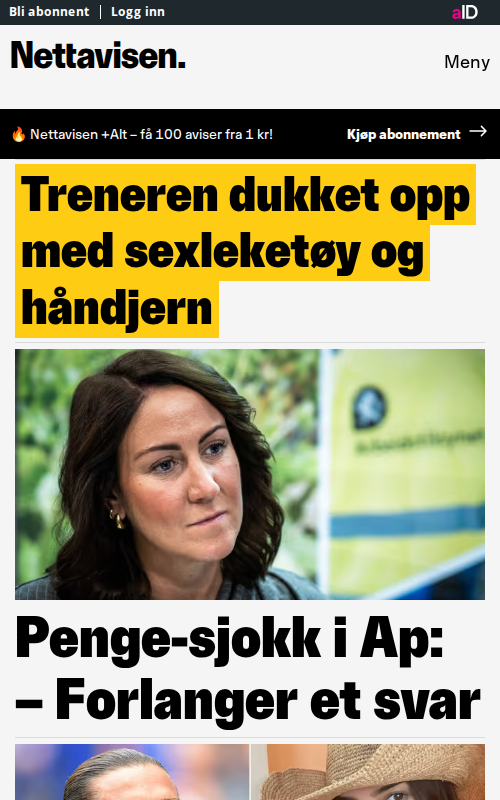 Bli abonnent | Logg inn
aID
Nettavisen.
Meny
🔥 Nettavisen +Alt – få 100 aviser fra 1 kr!
Kjøp abonnement →
Treneren dukket opp
med sexleketøy og
håndjern
Penge-sjokk i Ap:
– Forlanger et svar